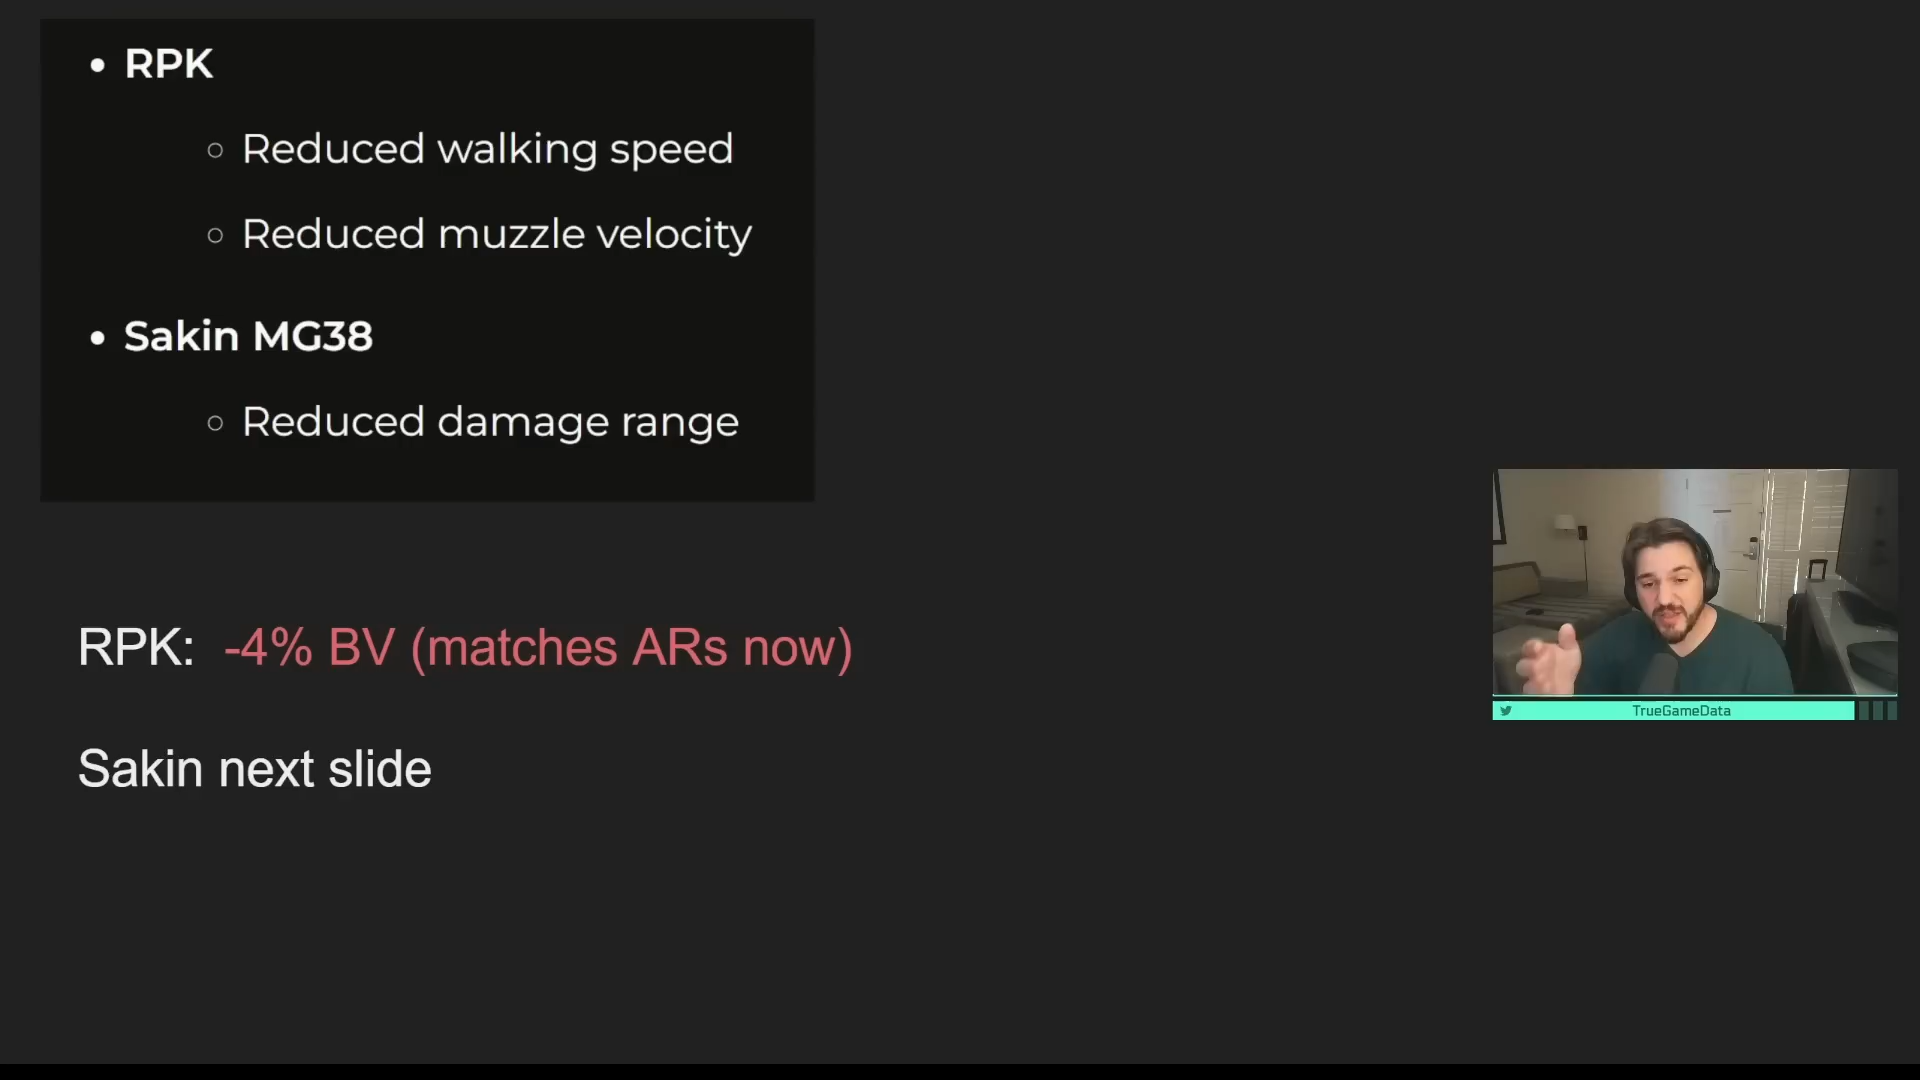 RPK
Reduced walking speed
Reduced muzzle velocity
Sakin MG38
Reduced damage range
RPK: -4% BV (matches ARs now)
Sakin next slide
TrueGameData